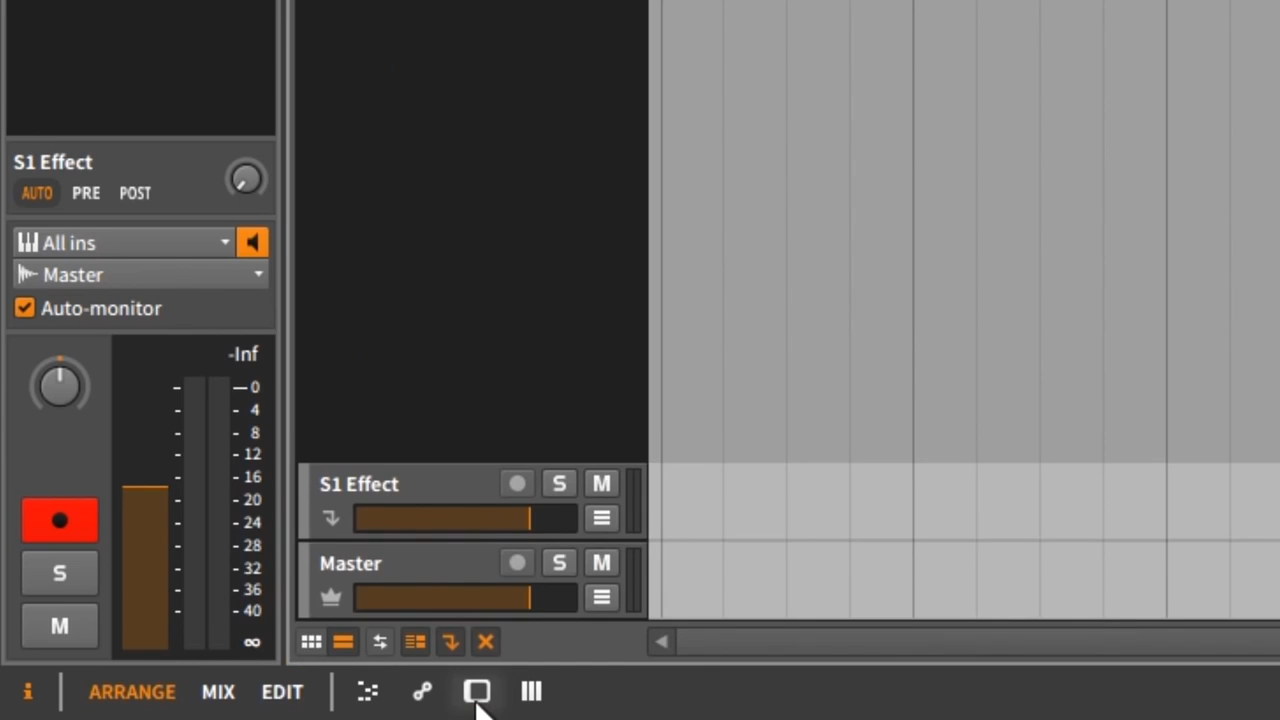 S1 Effect
AUTO PRE POST
All ins
Master
Auto-monitor
-Inf
0
4
8
12
16
20
24
28
32
36
40
∞
S
M
S1 Effect S M
Master S M
i ARRANGE MIX EDIT